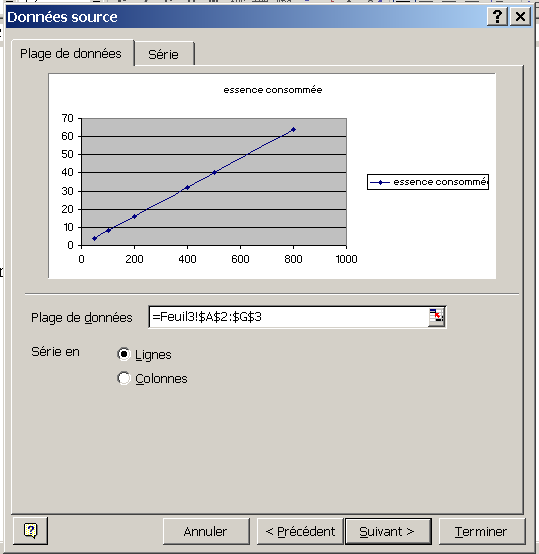 Données source
Plage de données
Série
essence consommée
70
60
50
40
30
20
10
0
0 200 400 600 800 1000
essence consommée
Plage de données =Feuil3!$A$2:$G$3
Série en Lignes
Colonnes
Annuler < Précédent Suivant > Terminer